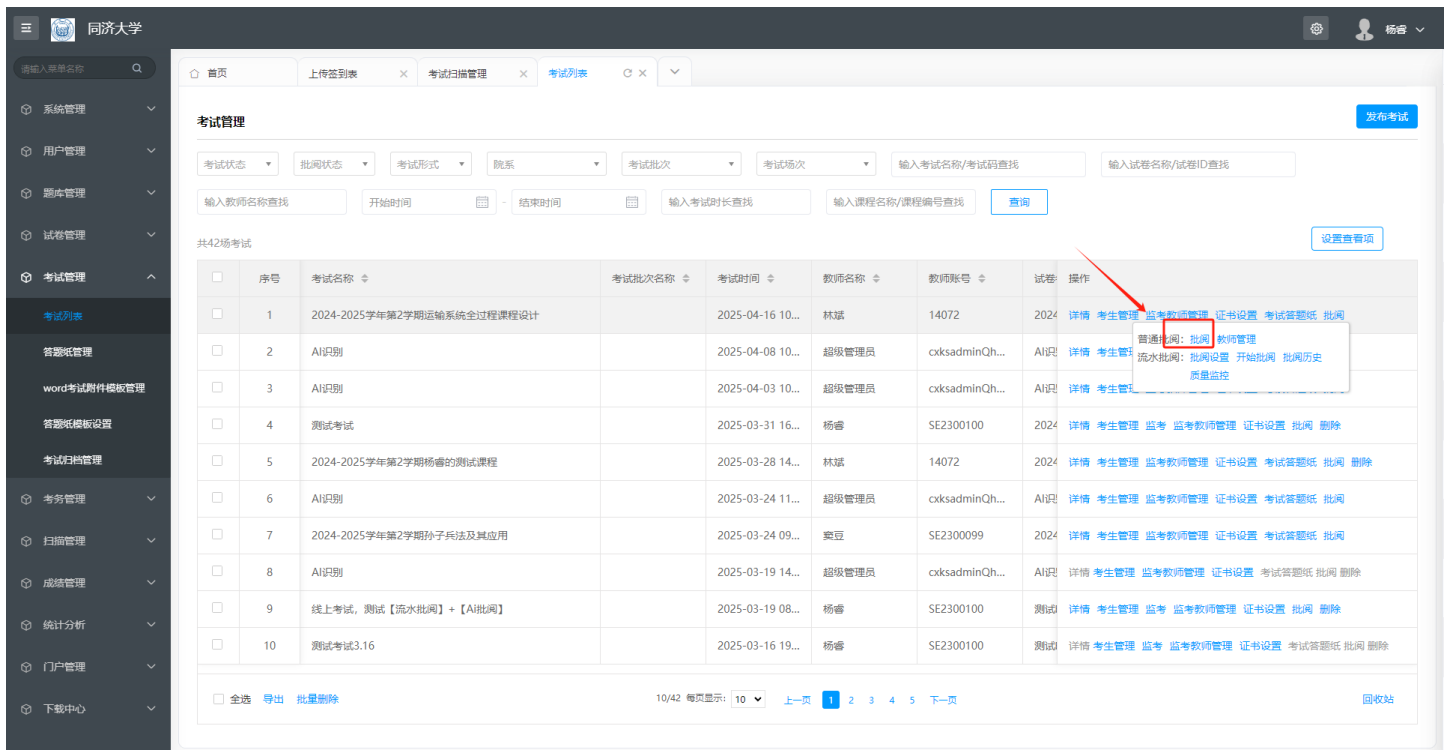 同济大学
杨睿
请输入菜单名称
首页 上传签到表 考试扫描管理 考试列表
系统管理
用户管理
题库管理
试卷管理
考试管理
考试列表
答题纸管理
word考试附件模板管理
答题纸模板设置
考试归档管理
考务管理
扫描管理
成绩管理
统计分析
门户管理
下载中心
考试管理 发布考试
考试状态 批阅状态 考试形式 院系 考试批次 考试场次 输入考试名称/考试码查找 输入试卷名称/试卷ID查找
输入教师名称查找 开始时间 - 结束时间 输入考试时长查找 输入课程名称/课程编号查找 查询
共42场考试 设置查看项
序号 考试名称 考试批次名称 考试时间 教师名称 教师账号 试卷 操作
1 2024-2025学年第2学期运输系统全过程课程设计 2025-04-16 10... 林斌 14072 2024 详情 考生管理 监考教师管理 证书设置 考试答题纸 批阅
普通批阅: 批阅 教师管理
流水批阅: 批阅设置 开始批阅 批阅历史
质量监控
2 AI识别 2025-04-08 10... 超级管理员 cxksadminQh... AI识 详情 考生管
3 AI识别 2025-04-03 10... 超级管理员 cxksadminQh... AI识 详情 考生管
4 测试考试 2025-03-31 16... 杨睿 SE2300100 2024 详情 考生管理 监考 监考教师管理 证书设置 批阅 删除
5 2024-2025学年第2学期杨睿的测试课程 2025-03-28 14... 林斌 14072 2024 详情 考生管理 监考教师管理 证书设置 考试答题纸 批阅 删除
6 AI识别 2025-03-24 11... 超级管理员 cxksadminQh... AI识 详情 考生管理 监考教师管理 证书设置 考试答题纸 批阅
7 2024-2025学年第2学期孙子兵法及其应用 2025-03-24 09... 窦豆 SE2300099 2024 详情 考生管理 监考教师管理 证书设置 考试答题纸 批阅
8 AI识别 2025-03-19 14... 超级管理员 cxksadminQh... AI识 详情 考生管理 监考教师管理 证书设置 考试答题纸 批阅 删除
9 线上考试，测试【流水批阅】+【Ai批阅】 2025-03-19 08... 杨睿 SE2300100 测试 详情 考生管理 监考 监考教师管理 证书设置 批阅 删除
10 测试考试3.16 2025-03-16 19... 杨睿 SE2300100 测试 详情 考生管理 监考 监考教师管理 证书设置 考试答题纸 批阅 删除
全选 导出 批量删除 10/42 每页显示: 10 上一页 1 2 3 4 5 下一页 回收站